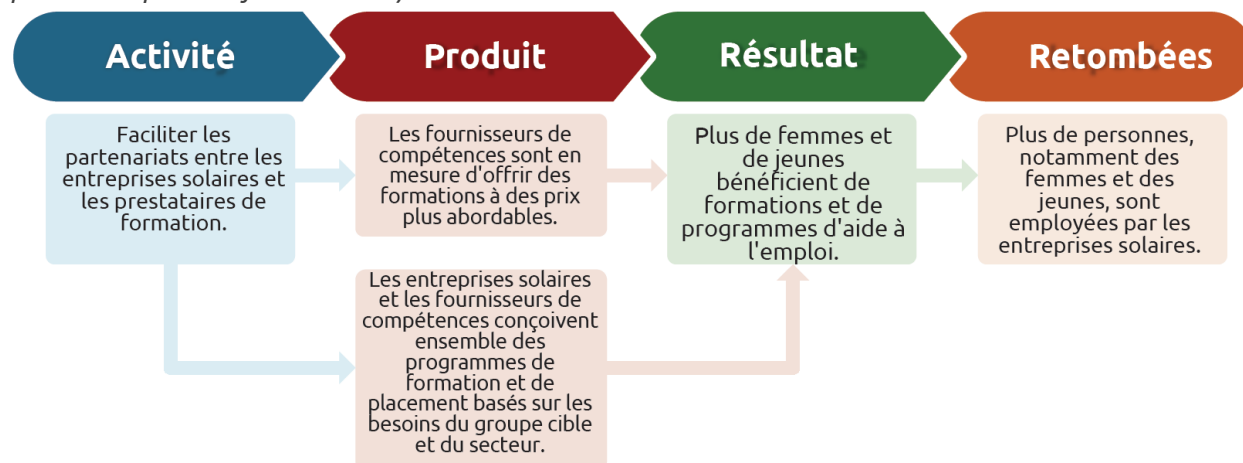 Activité
Produit
Résultat
Retombées
Faciliter les
partenariats entre les
entreprises solaires et
les prestataires de
formation.
Les fournisseurs de
compétences sont en
mesure d'offrir des
formations à des prix
plus abordables.
Les entreprises solaires
et les fournisseurs de
compétences conçoivent
ensemble des
programmes de
formation et de
placement basés sur les
besoins du groupe cible
et du secteur.
Plus de femmes et
de jeunes
bénéficient de
formations et de
programmes d'aide à
l'emploi.
Plus de personnes,
notamment des
femmes et des
jeunes, sont
employées par les
entreprises solaires.